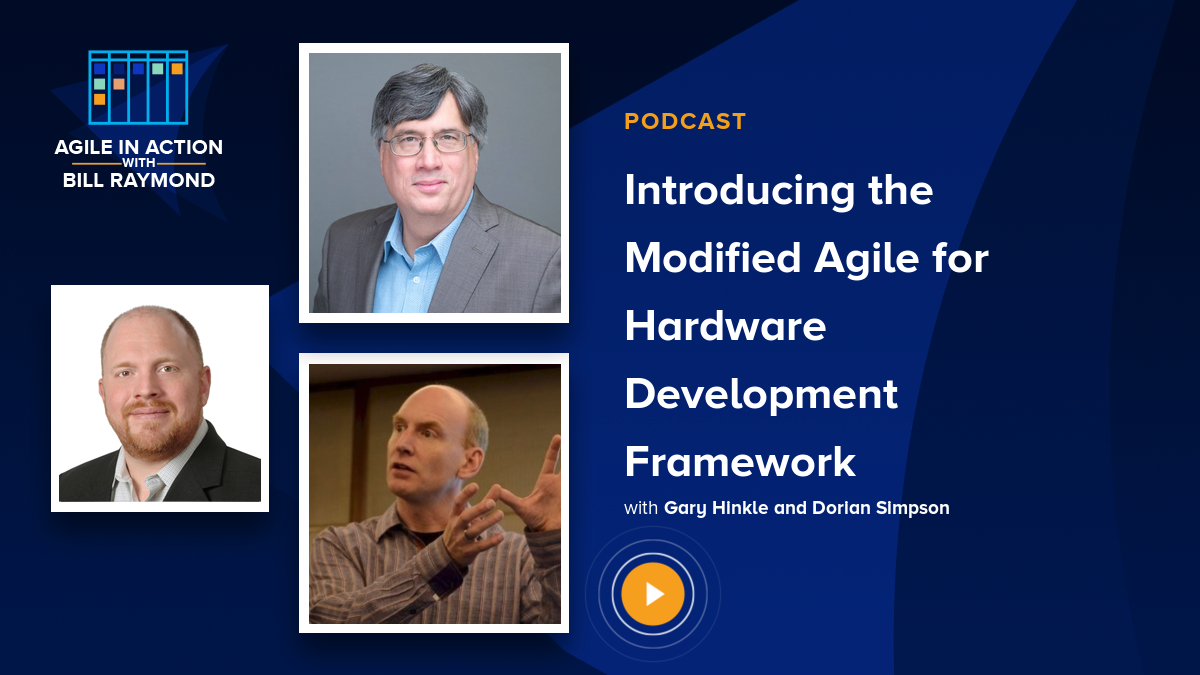 AGILE IN ACTION
WITH
BILL RAYMOND
PODCAST
Introducing the
Modified Agile for
Hardware
Development
Framework
with Gary Hinkle and Dorian Simpson